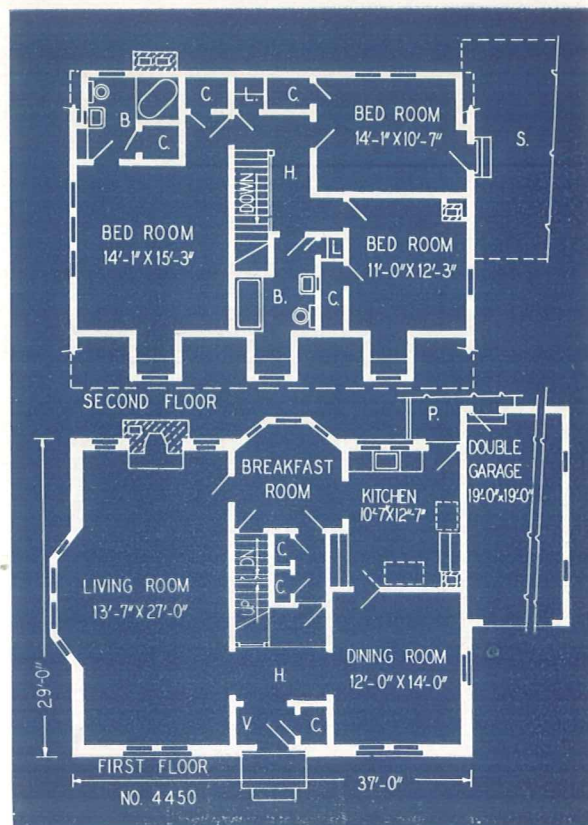 C.
L.
C.
BED ROOM
14'-1" X 10'-7"
S.
B.
C.
H.
DOWN
BED ROOM
14'-1" X 15'-3"
BED ROOM
11'-0" X 12'-3"
L.
B.
C.
SECOND FLOOR
P.
DOUBLE
GARAGE
19'-0" x 19'-0"
BREAKFAST
ROOM
KITCHEN
10'-7" X 12'-7"
C.
C.
UP
DN.
LIVING ROOM
13'-7" X 27'-0"
DINING ROOM
12'-0" X 14'-0"
H.
V.
C.
29'-0"
FIRST FLOOR
37'-0"
NO. 4450